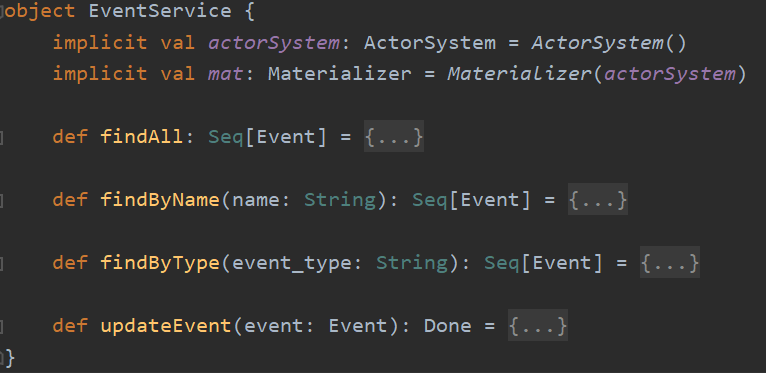 object EventService {
implicit val actorSystem: ActorSystem = ActorSystem()
implicit val mat: Materializer = Materializer(actorSystem)
def findAll: Seq[Event] = {...}
def findByName(name: String): Seq[Event] = {...}
def findByType(event_type: String): Seq[Event] = {...}
def updateEvent(event: Event): Done = {...}
}